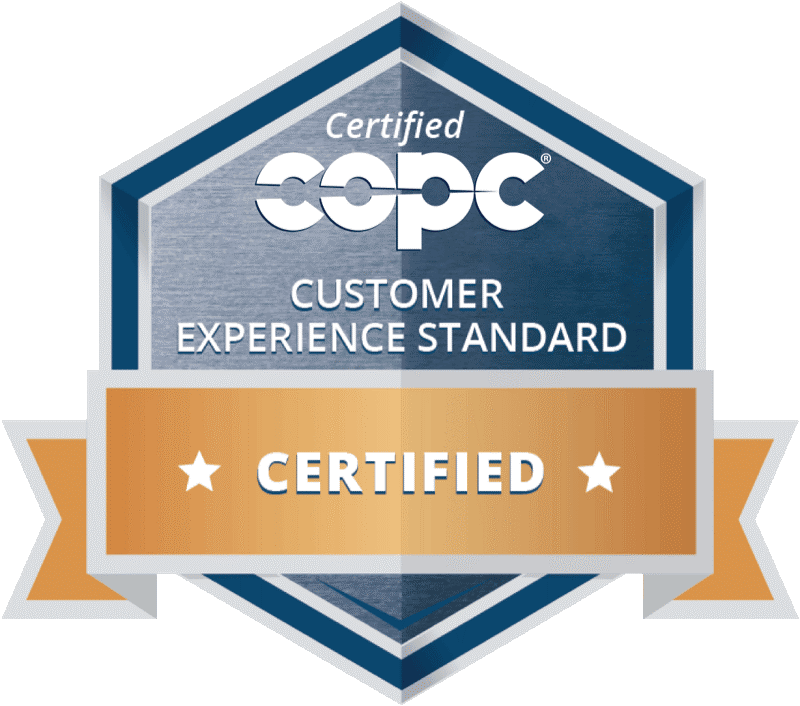 Certified
copc®
CUSTOMER
EXPERIENCE STANDARD
CERTIFIED